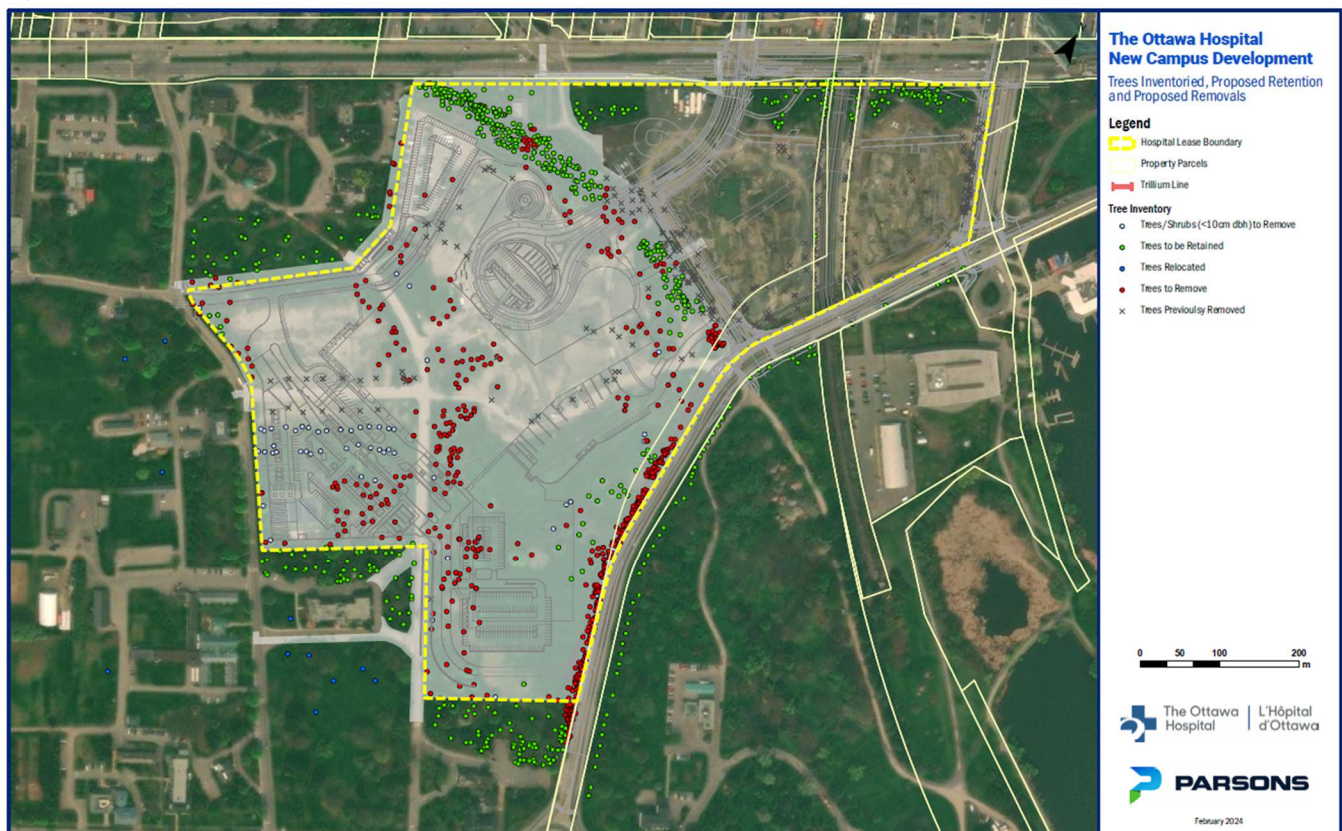 The Ottawa Hospital
New Campus Development
Trees Inventoried, Proposed Retention
and Proposed Removals
Legend
Hospital Lease Boundary
Property Parcels
Trillium Line
Tree Inventory
Trees/Shrubs (<10cm dbh) to Remove
Trees to be Retained
Trees Relocated
Trees to Remove
Trees Previoulsy Removed
0 50 100 200
m
The Ottawa Hospital
L'Hôpital d'Ottawa
PARSONS
February 2024